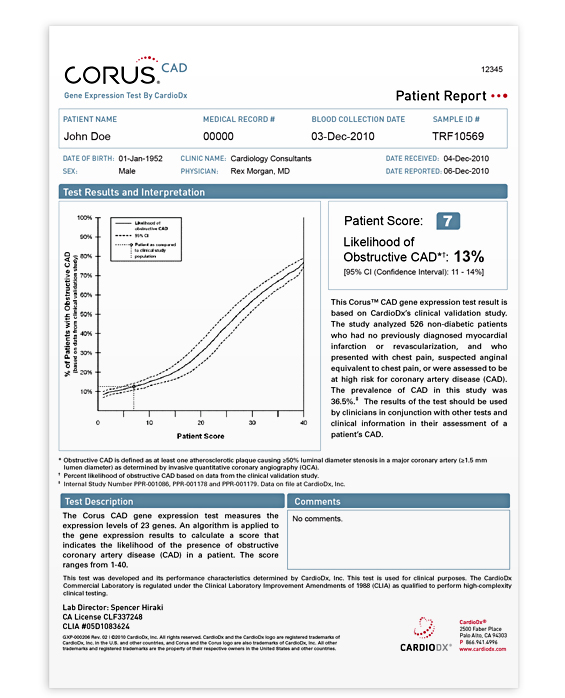 CORUS. CAD
12345
Gene Expression Test By CardioDx
Patient Report
PATIENT NAME MEDICAL RECORD # BLOOD COLLECTION DATE SAMPLE ID #
John Doe 00000 03-Dec-2010 TRF10569
DATE OF BIRTH: 01-Jan-1952 CLINIC NAME: Cardiology Consultants DATE RECEIVED: 04-Dec-2010
SEX: Male PHYSICIAN: Rex Morgan, MD DATE REPORTED: 06-Dec-2010
Test Results and Interpretation
% of Patients with Obstructive CAD
(based on data from clinical validation study)
100%
90%
80%
70%
60%
50%
40%
30%
20%
10%
Likelihood of
obstructive CAD
95% CI
Patient as compared
to clinical study
population
0 10 20 30 40
Patient Score
Patient Score: 7
Likelihood of
Obstructive CAD*†: 13%
[95% CI (Confidence Interval): 11 - 14%]
This Corus™ CAD gene expression test result is
based on CardioDx's clinical validation study.
The study analyzed 526 non-diabetic patients
who had no previously diagnosed myocardial
infarction or revascularization, and who
presented with chest pain, suspected anginal
equivalent to chest pain, or were assessed to be
at high risk for coronary artery disease (CAD).
The prevalence of CAD in this study was
36.5%.‡ The results of the test should be used
by clinicians in conjunction with other tests and
clinical information in their assessment of a
patient's CAD.
* Obstructive CAD is defined as at least one atherosclerotic plaque causing ≥50% luminal diameter stenosis in a major coronary artery (≥1.5 mm
lumen diameter) as determined by invasive quantitative coronary angiography (QCA).
† Percent likelihood of obstructive CAD based on data from the clinical validation study.
‡ Internal Study Number PPR-001086, PPR-001178 and PPR-001179. Data on file at CardioDx, Inc.
Test Description
The Corus CAD gene expression test measures the
expression levels of 23 genes. An algorithm is applied to
the gene expression results to calculate a score that
indicates the likelihood of the presence of obstructive
coronary artery disease (CAD) in a patient. The score
ranges from 1-40.
Comments
No comments.
This test was developed and its performance characteristics determined by CardioDx, Inc. This test is used for clinical purposes. The CardioDx
Commercial Laboratory is regulated under the Clinical Laboratory Improvement Amendments of 1988 (CLIA) as qualified to perform high-complexity
clinical testing.
Lab Director: Spencer Hiraki
CA License CLF337248
CLIA #05D1083624
GXP-000206 Rev. 02 | ©2010 CardioDx, Inc. All rights reserved. CardioDx and the CardioDx logo are registered trademarks of
CardioDx, Inc. in the U.S. and other countries, and Corus and the Corus logo are also trademarks of CardioDx, Inc. All other
trademarks and registered trademarks are the property of their respective owners in the United States and other countries.
CARDIODX®
CardioDx®
2500 Faber Place
Palo Alto, CA 94303
P 866.941.4996
www.cardiodx.com